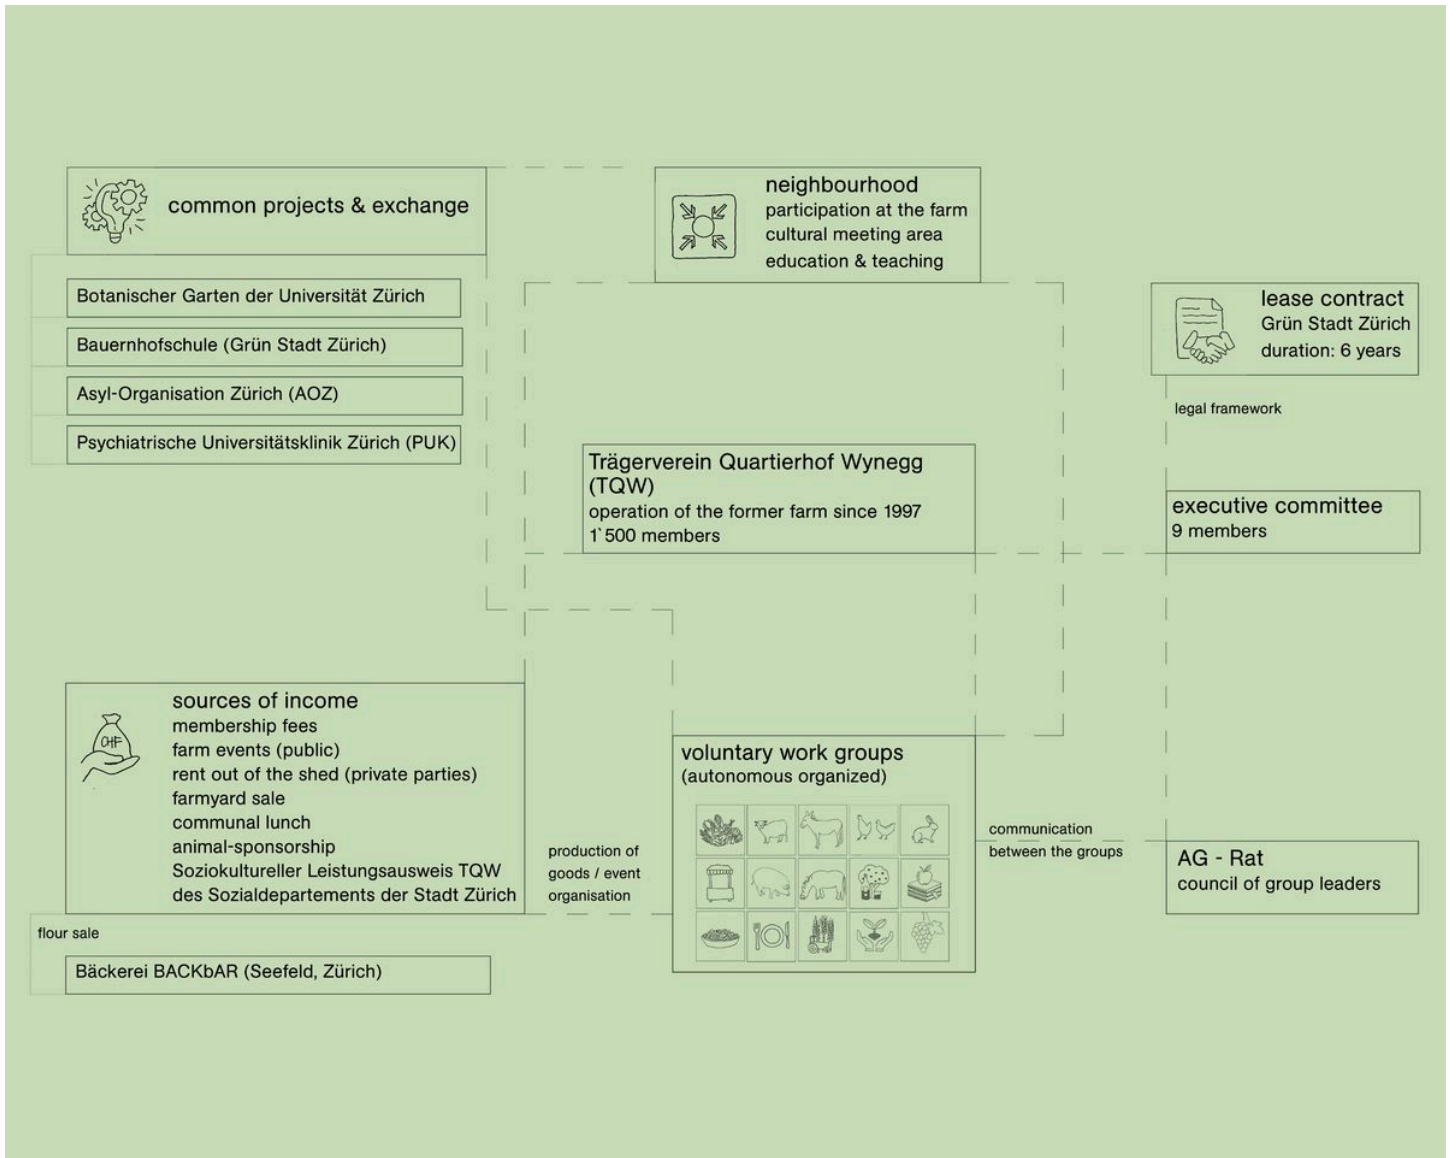 common projects & exchange
Botanischer Garten der Universität Zürich
Bauernhofschule (Grün Stadt Zürich)
Asyl-Organisation Zürich (AOZ)
Psychiatrische Universitätsklinik Zürich (PUK)
neighbourhood
participation at the farm
cultural meeting area
education & teaching
lease contract
Grün Stadt Zürich
duration: 6 years
legal framework
Trägerverein Quartierhof Wynegg
(TQW)
operation of the former farm since 1997
1`500 members
executive committee
9 members
CHF
sources of income
membership fees
farm events (public)
rent out of the shed (private parties)
farmyard sale
communal lunch
animal-sponsorship
Soziokultureller Leistungsausweis TQW
des Sozialdepartements der Stadt Zürich
flour sale
Bäckerei BACKbAR (Seefeld, Zürich)
production of
goods / event
organisation
voluntary work groups
(autonomous organized)
communication
between the groups
AG - Rat
council of group leaders